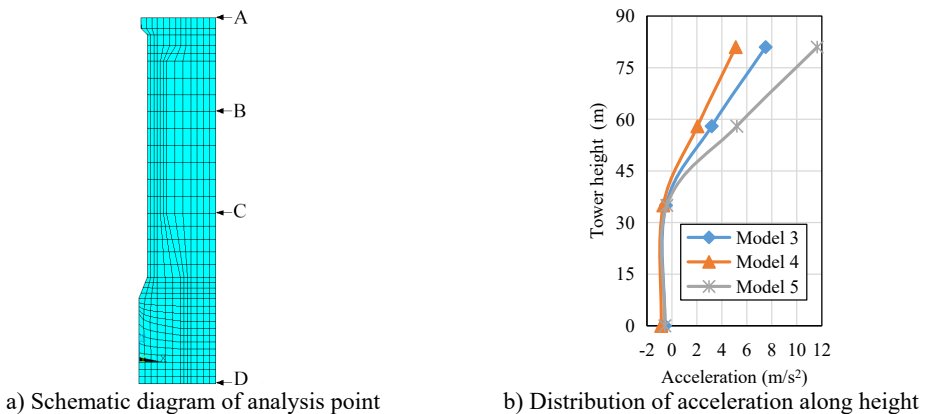 A
B
C
D
a) Schematic diagram of analysis point
90
75
60
45
30
15
0
Tower height (m)
Model 3
Model 4
Model 5
-2 0 2 4 6 8 10 12
Acceleration (m/s²)
b) Distribution of acceleration along height